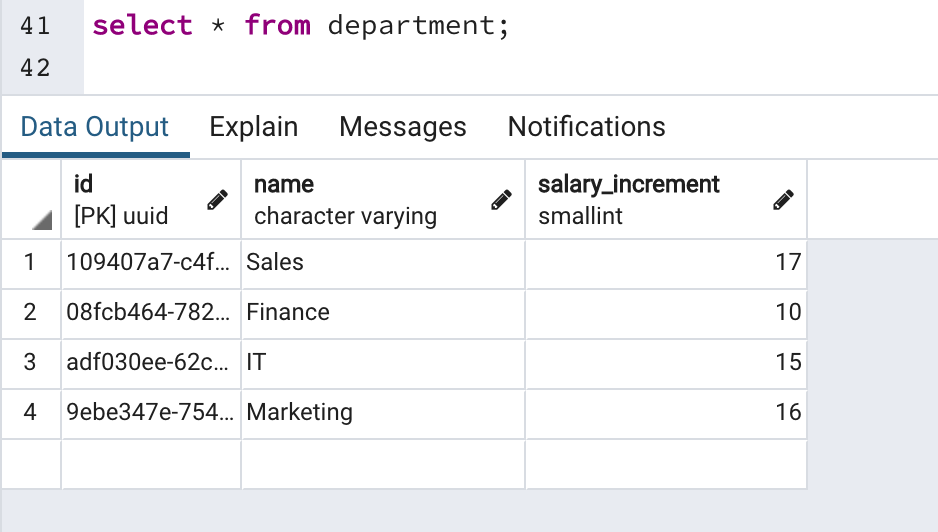 41 select * from department;
42
Data Output Explain Messages Notifications
id name salary_increment
[PK] uuid character varying smallint
1 109407a7-c4f... Sales 17
2 08fcb464-782... Finance 10
3 adf030ee-62c... IT 15
4 9ebe347e-754... Marketing 16